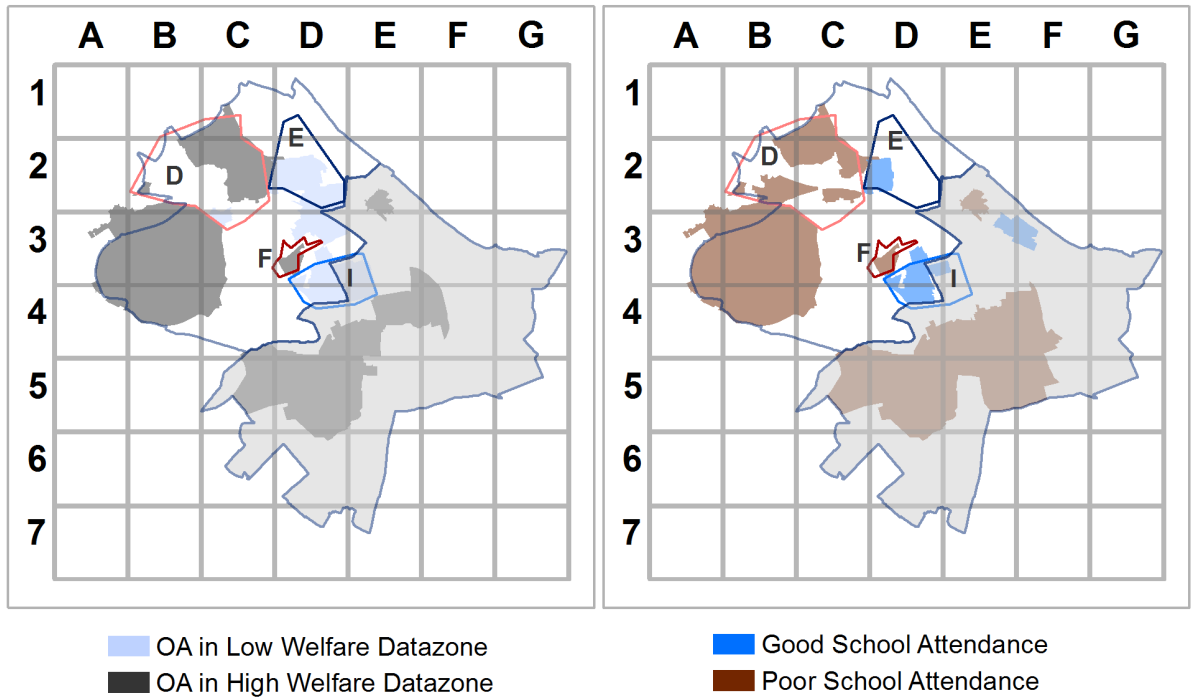 A B C D E F G
1
2
3
4
5
6
7
D
E
F
I
OA in Low Welfare Datazone
OA in High Welfare Datazone
A B C D E F G
1
2
3
4
5
6
7
D
E
F
I
Good School Attendance
Poor School Attendance